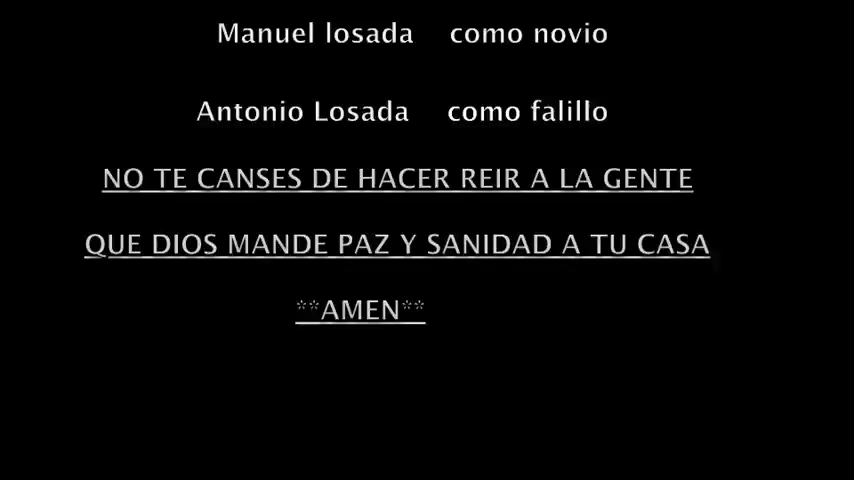 Manuel losada como novio
Antonio Losada como falillo
NO TE CANSES DE HACER REIR A LA GENTE
QUE DIOS MANDE PAZ Y SANIDAD A TU CASA
**AMEN**